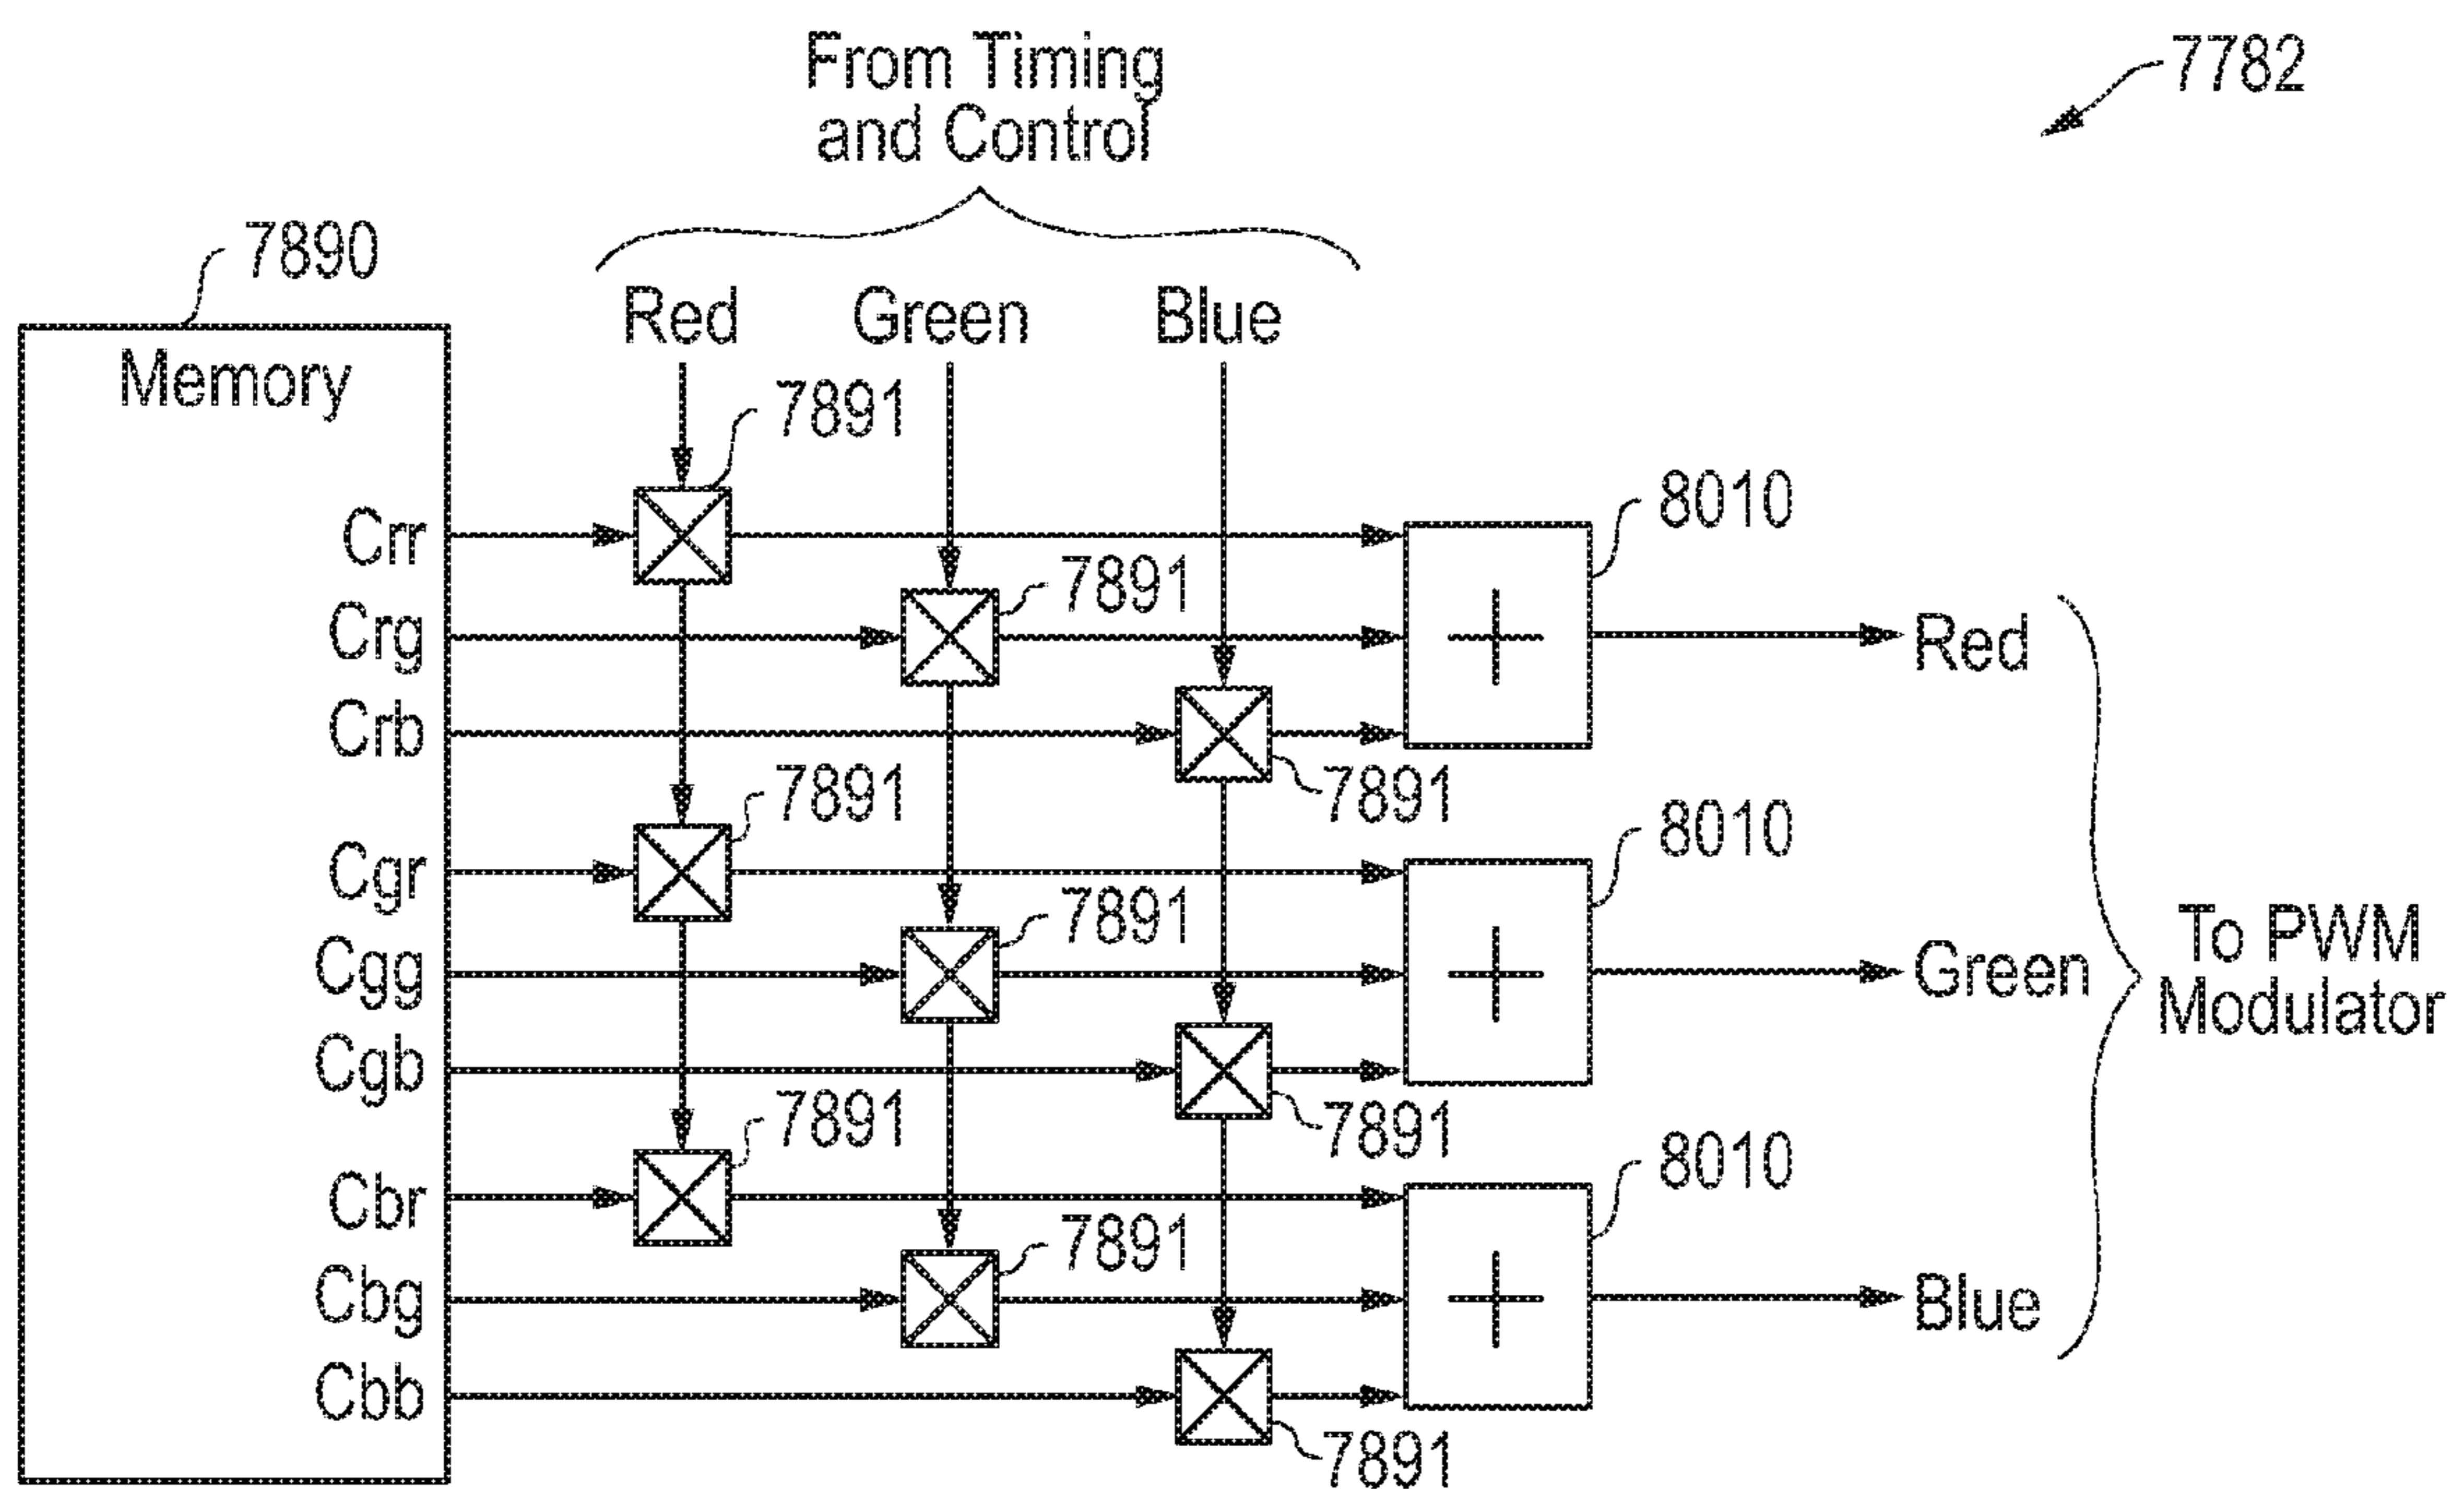 From Timing
and Control
7782
7890
Memory
Red Green Blue
7891
Crr
8010
7891
Crg
Red
Crb
7891
7891
8010
Cgr
7891
Cgg
Green
To PWM
Modulator
Cgb
7891
7891
8010
Cbr
7891
Cbg
Blue
Cbb
7891